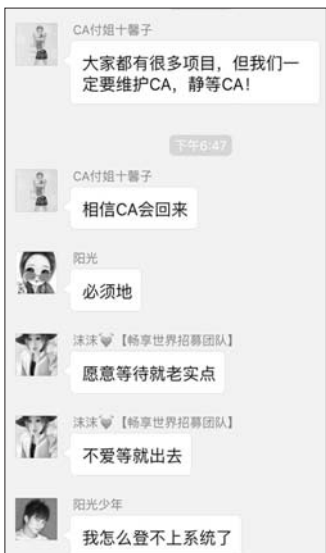 CA付姐十馨子
大家都有很多项目，但我们一
定要维护CA，静等CA！
下午6:47
CA付姐十馨子
相信CA会回来
阳光
必须地
沫沫💓【畅享世界招募团队】
愿意等待就老实点
沫沫💓【畅享世界招募团队】
不爱等就出去
阳光少年
我怎么登不上系统了